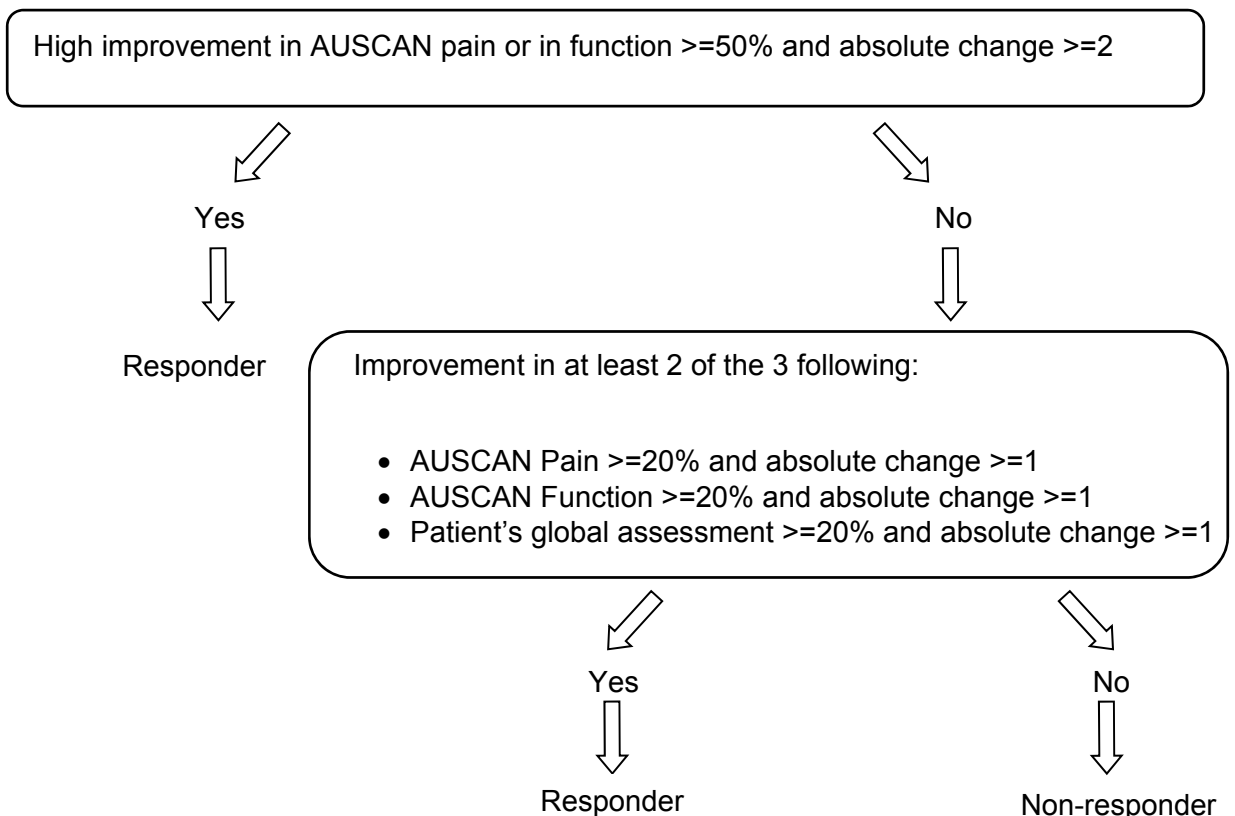 High improvement in AUSCAN pain or in function >=50% and absolute change >=2
Yes
No
Responder
Improvement in at least 2 of the 3 following:
• AUSCAN Pain >=20% and absolute change >=1
• AUSCAN Function >=20% and absolute change >=1
• Patient’s global assessment >=20% and absolute change >=1
Yes
No
Responder
Non-responder